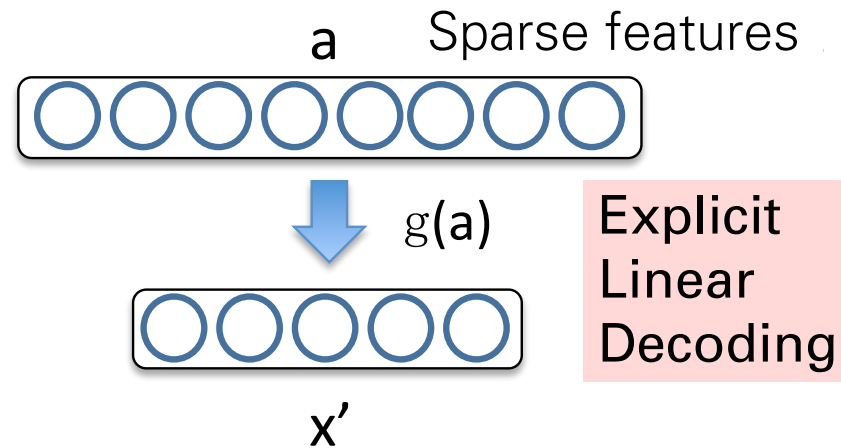 a
Sparse features
g(a)
Explicit
Linear
Decoding
x′